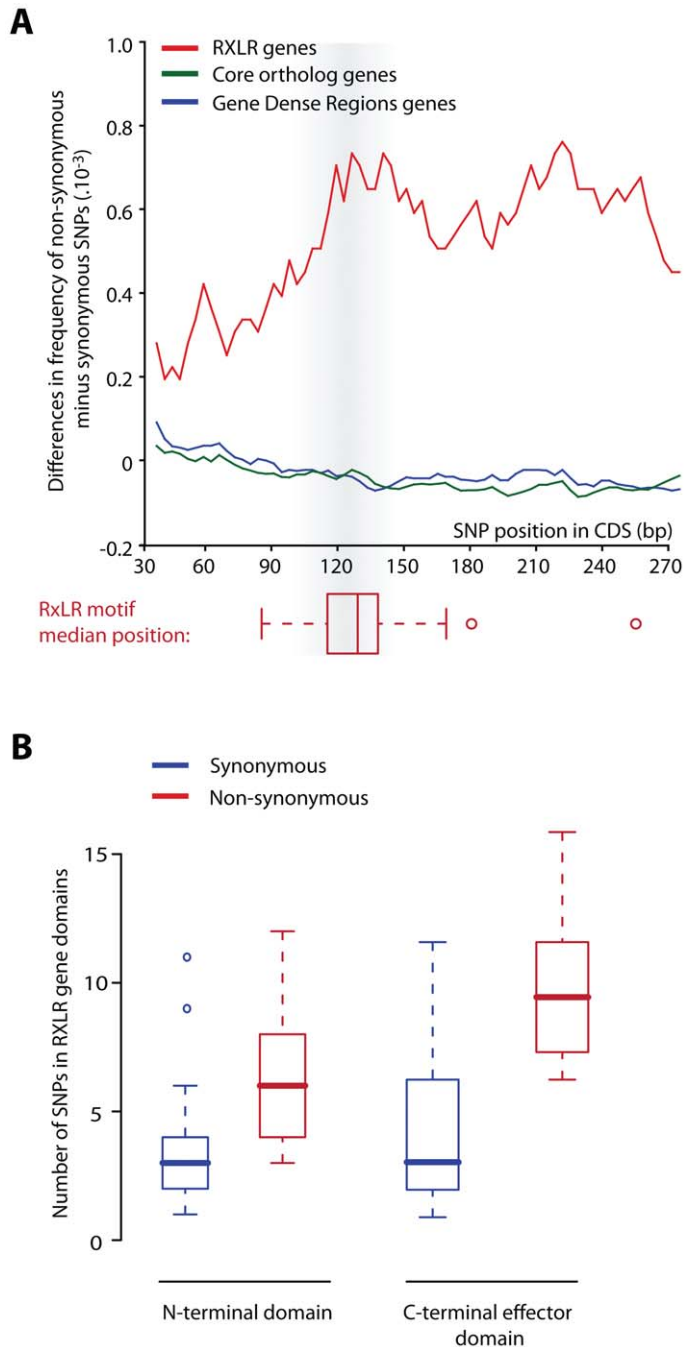 A
Differences in frequency of non-synonymous
minus synonymous SNPs (.10⁻³)
1.0
0.8
0.6
0.4
0.2
0
-0.2
RXLR genes
Core ortholog genes
Gene Dense Regions genes
SNP position in CDS (bp)
30 60 90 120 150 180 210 240 270
RxLR motif
median position:
B
Synonymous
Non-synonymous
Number of SNPs in RXLR gene domains
15
10
5
0
N-terminal domain
C-terminal effector
domain